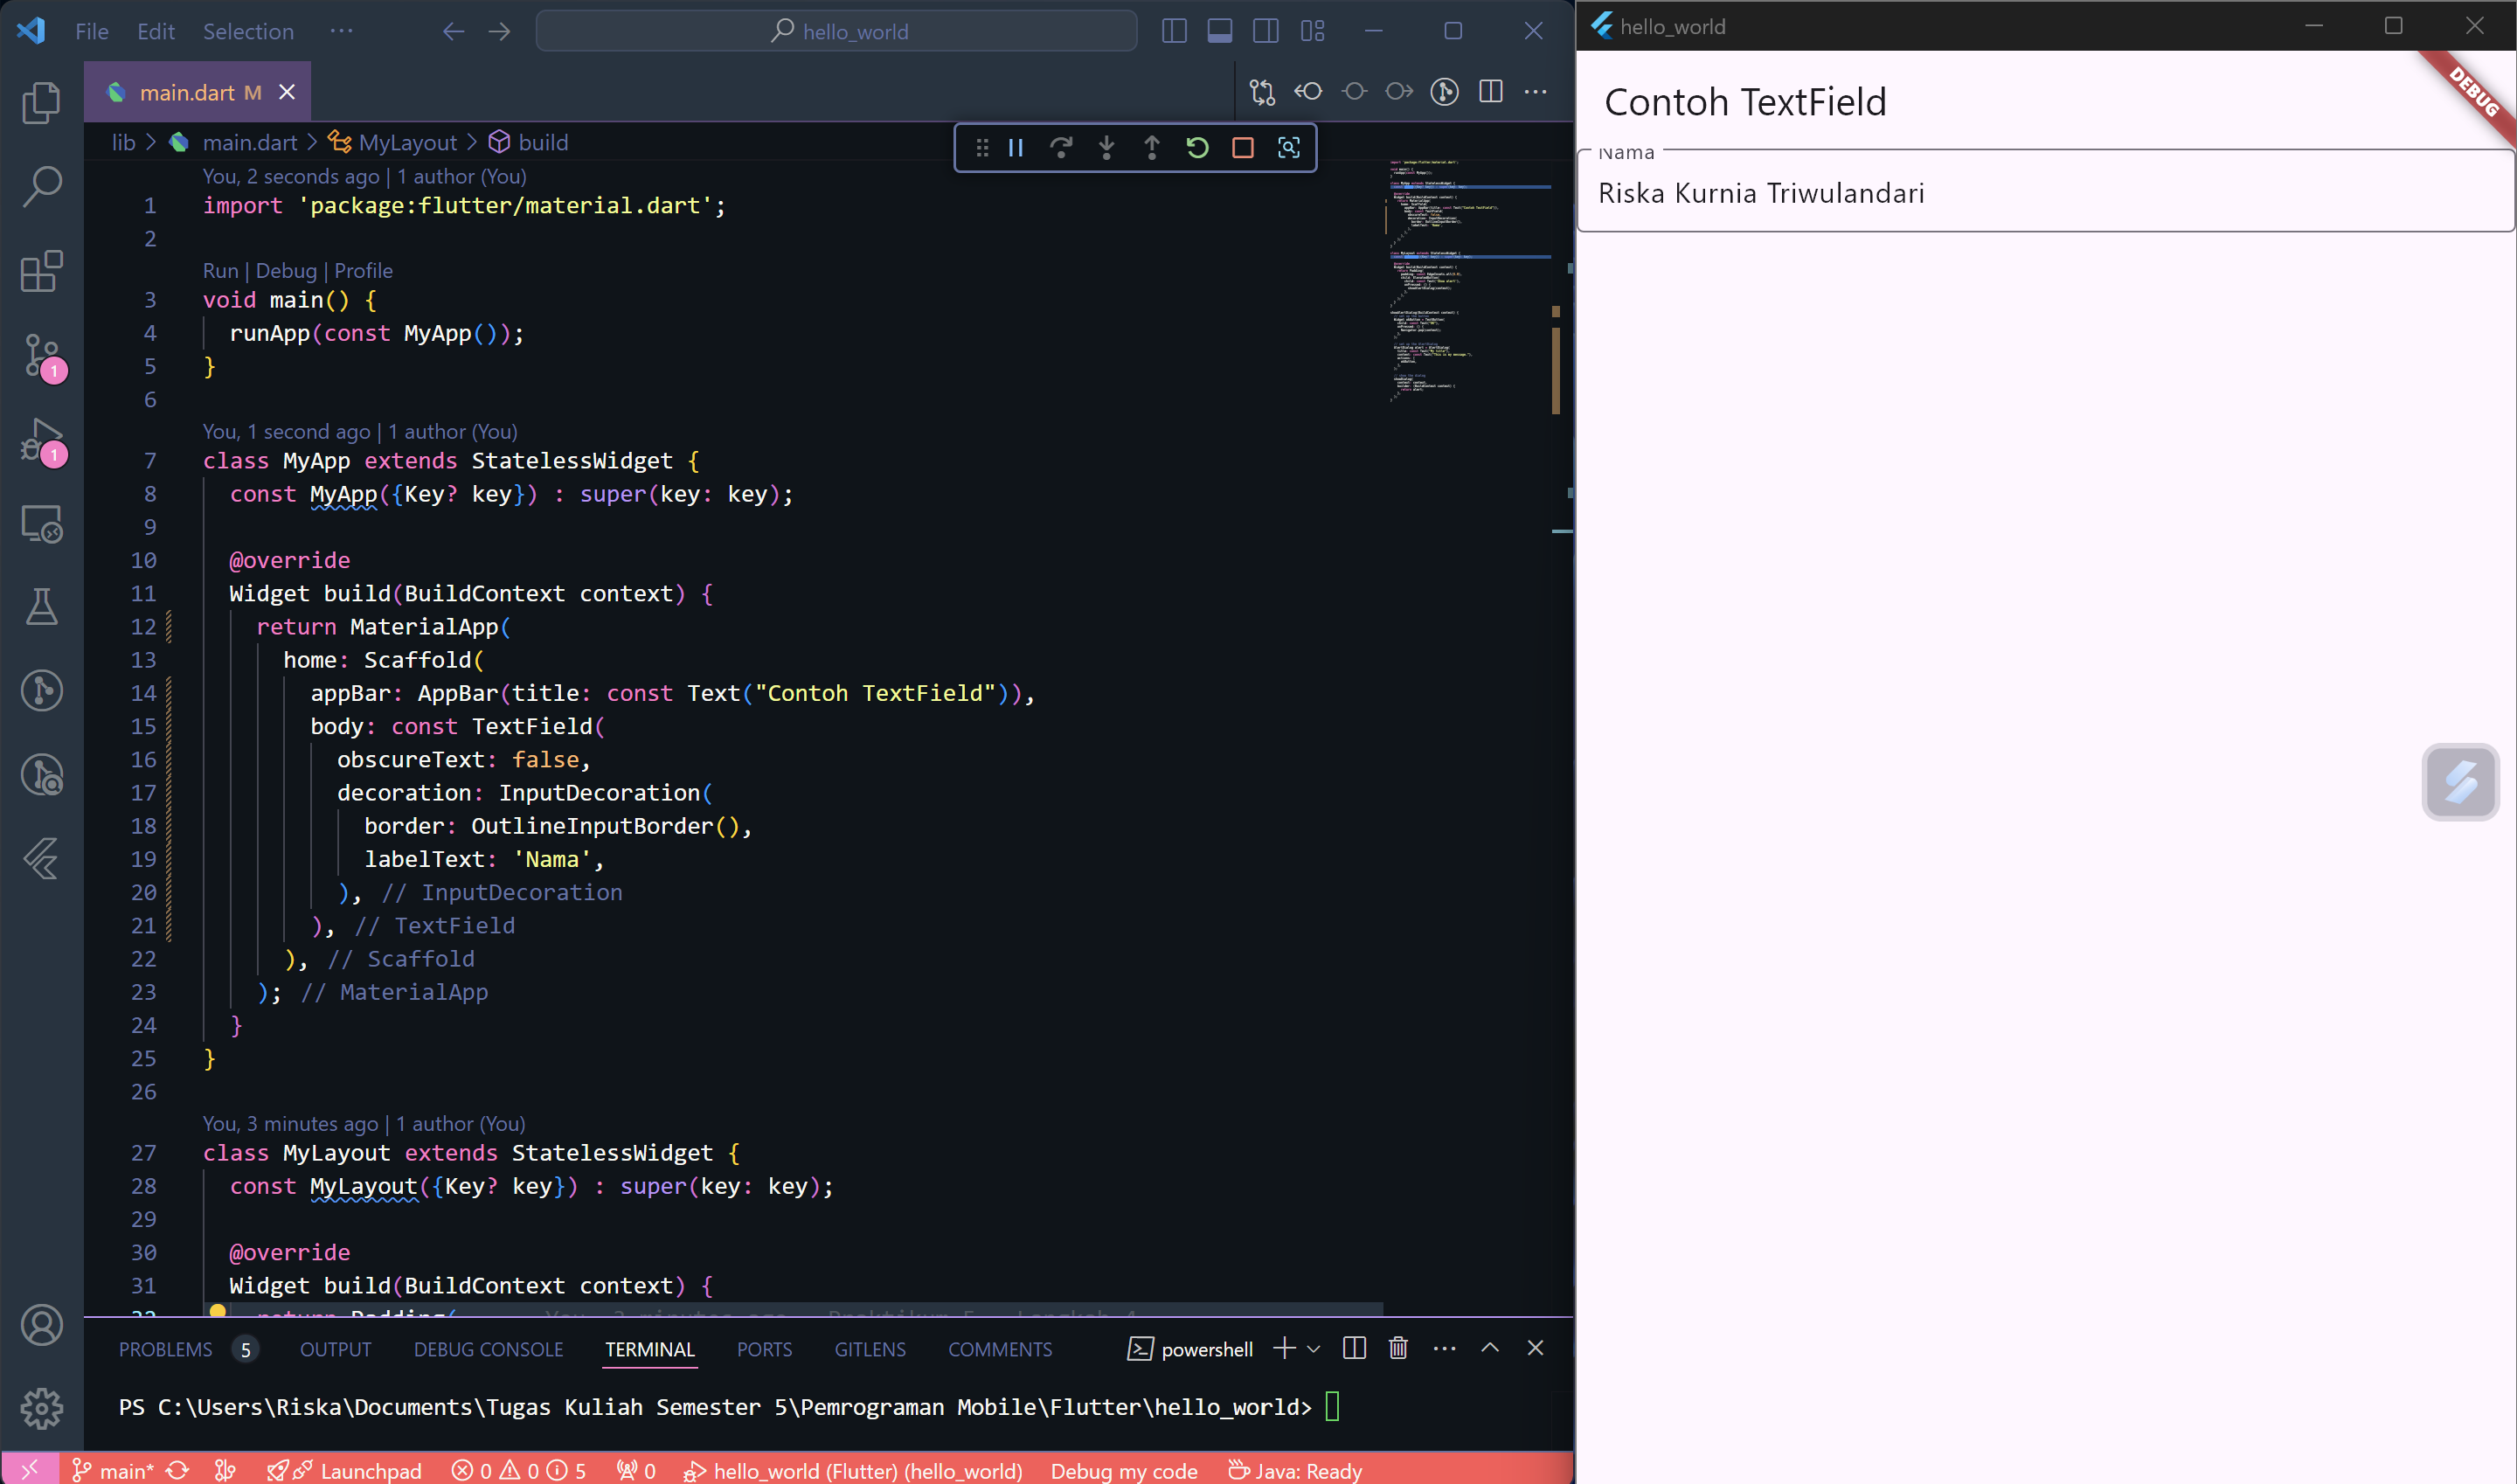 File Edit Selection ··· hello_world
main.dart M
lib > main.dart > MyLayout > build
You, 2 seconds ago | 1 author (You)
1 import 'package:flutter/material.dart';
2
Run | Debug | Profile
3 void main() {
4 runApp(const MyApp());
5 }
6
You, 1 second ago | 1 author (You)
7 class MyApp extends StatelessWidget {
8 const MyApp({Key? key}) : super(key: key);
9
10 @override
11 Widget build(BuildContext context) {
12 return MaterialApp(
13 home: Scaffold(
14 appBar: AppBar(title: const Text("Contoh TextField")),
15 body: const TextField(
16 obscureText: false,
17 decoration: InputDecoration(
18 border: OutlineInputBorder(),
19 labelText: 'Nama',
20 ), // InputDecoration
21 ), // TextField
22 ), // Scaffold
23 ); // MaterialApp
24 }
25 }
26
You, 3 minutes ago | 1 author (You)
27 class MyLayout extends StatelessWidget {
28 const MyLayout({Key? key}) : super(key: key);
29
30 @override
31 Widget build(BuildContext context) {
32 return Padding( You, 3 minutes ago
PROBLEMS 5 OUTPUT DEBUG CONSOLE TERMINAL PORTS GITLENS COMMENTS powershell
PS C:\Users\Riska\Documents\Tugas Kuliah Semester 5\Pemrograman Mobile\Flutter\hello_world>
main* Launchpad 0 0 5 0 hello_world (Flutter) (hello_world) Debug my code Java: Ready
1
1
hello_world
DEBUG
Contoh TextField
Nama
Riska Kurnia Triwulandari